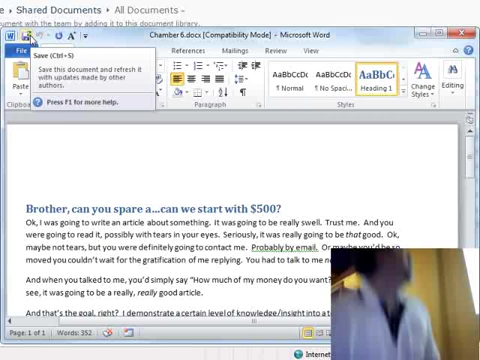 Shared Documents ▸ All Documents
ument with the team by adding it to this document library.
Chamber 6.docx [Compatibility Mode] - Microsoft Word
File
References
Mailings
Review
View
Save (Ctrl+S)
Save this document and refresh it
with updates made by other
authors.
Press F1 for more help.
Paste
Clipboard
Paragraph
AaBbCcDc
¶ Normal
AaBbCcDc
¶ No Spaci...
AaBbC
Heading 1
Styles
Change
Styles
Editing
Brother, can you spare a...can we start with $500?
Ok, I was going to write an article about something. It was going to be really swell. Trust me. And you
were going to read it, possibly with tears in your eyes. Seriously, it was really going to be that good. Ok,
maybe not tears, but you were definitely going to contact me. Probably by email. Or maybe you'd be so
moved you couldn't wait for the gratification of me replying. You had to talk to me
And when you talked to me, you'd simply say "How much of my money do you want?
see, it was going to be a really, really good article.
And that's the goal, right? I demonstrate a certain level of knowledge/insight into a
Page: 1 of 1
Words: 352
Internet